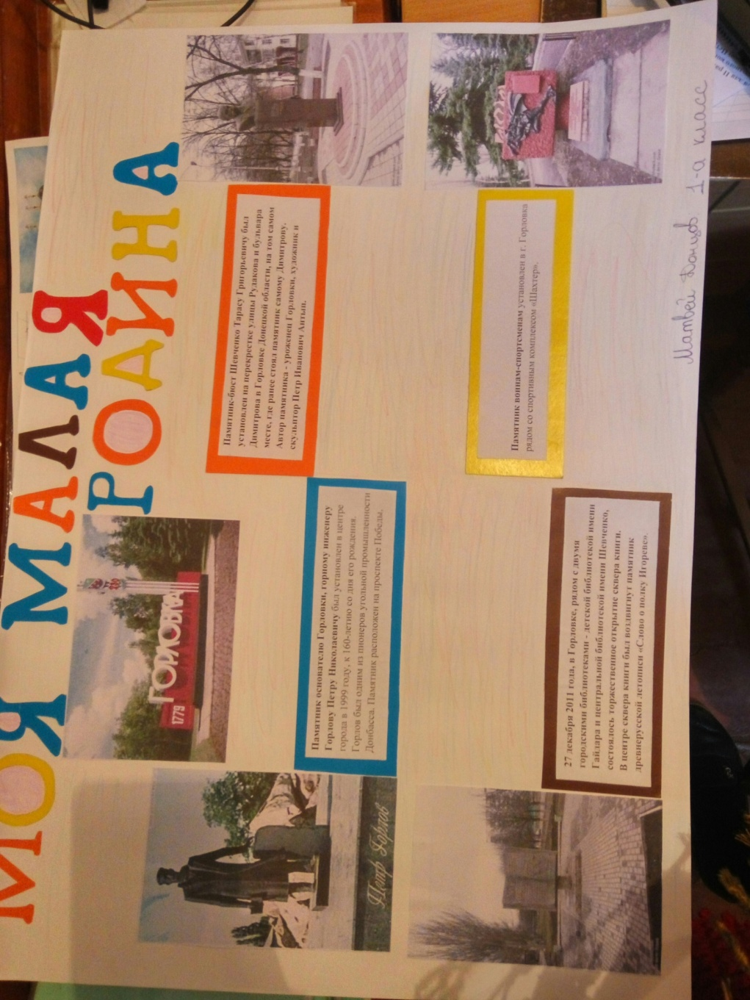 МОЯ МАЛАЯ
РОДИНА
ГОРЛОВКА
1779
Петр Горлов
Памятник основателю Горловки, горному инженеру
Горлову Петру Николаевичу был установлен в центре
города в 1999 году, к 160-летию со дня его рождения.
Горлов был одним из пионеров угольной промышленности
Донбасса. Памятник расположен на проспекте Победы.
Памятник-бюст Шевченко Тарасу Григорьевичу был
установлен на перекрестке улицы Рудакова и бульвара
Димитрова в Горловке Донецкой области, на том самом
месте, где ранее стоял памятник самому Димитрову.
Автор памятника - уроженец Горловки, художник и
скульптор Петр Иванович Антып.
27 декабря 2011 года, в Горловке, рядом с двумя
городскими библиотеками - детской библиотекой имени
Гайдара и центральной библиотекой имени Шевченко,
состоялось торжественное открытие сквера книги.
В центре сквера книги был воздвигнут памятник
древнерусской летописи «Слово о полку Игореве».
Памятник воинам-спортсменам установлен в г. Горловка
рядом со спортивным комплексом «Шахтер».
Матвей Донцов 1-а класс